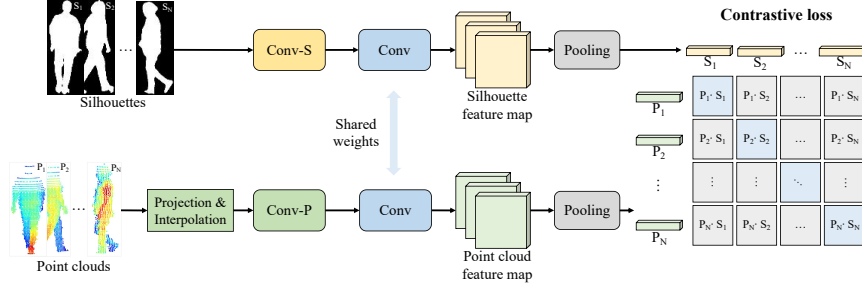 Contrastive loss
S1
S2
...
SN
Silhouettes
Conv-S
Conv
Silhouette
feature map
Pooling
S1
S2
...
SN
P1
P1· S1
P1· S2
...
P1· SN
P2
P2· S1
P2· S2
...
P2· SN
⋮
⋮
⋮
⋱
⋮
PN
PN· S1
PN· S2
...
PN· SN
Shared
weights
P1
P2
...
PN
Point clouds
Projection &
Interpolation
Conv-P
Conv
Point cloud
feature map
Pooling